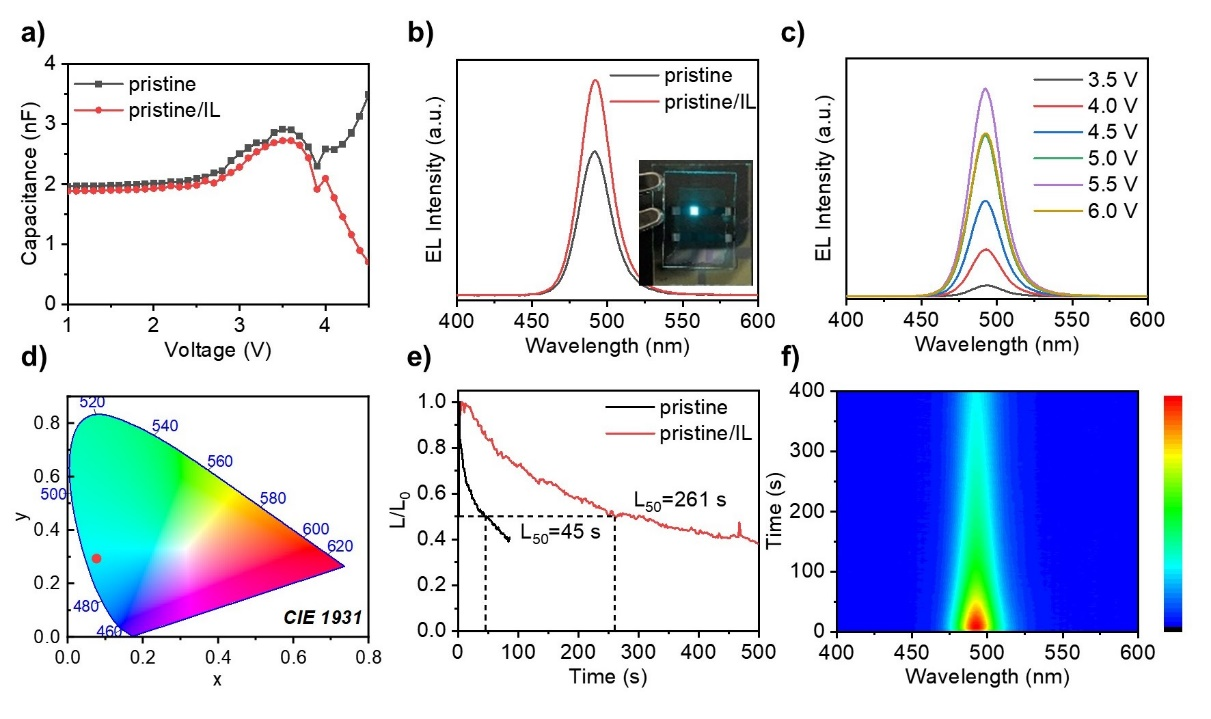 a)
4
3
2
1
0
Capacitance (nF)
pristine
pristine/IL
1 2 3 4
Voltage (V)
b)
EL Intensity (a.u.)
pristine
pristine/IL
400 450 500 550 600
Wavelength (nm)
c)
EL Intensity (a.u.)
3.5 V
4.0 V
4.5 V
5.0 V
5.5 V
6.0 V
400 450 500 550 600
Wavelength (nm)
d)
0.8
0.6
0.4
0.2
0.0
y
520
540
560
580
600
620
500
480
460
CIE 1931
0.0 0.2 0.4 0.6 0.8
x
e)
1.0
0.8
0.6
0.4
0.2
0.0
L/L₀
pristine
pristine/IL
L₅₀=261 s
L₅₀=45 s
0 100 200 300 400 500
Time (s)
f)
400
300
200
100
0
Time (s)
400 450 500 550 600
Wavelength (nm)